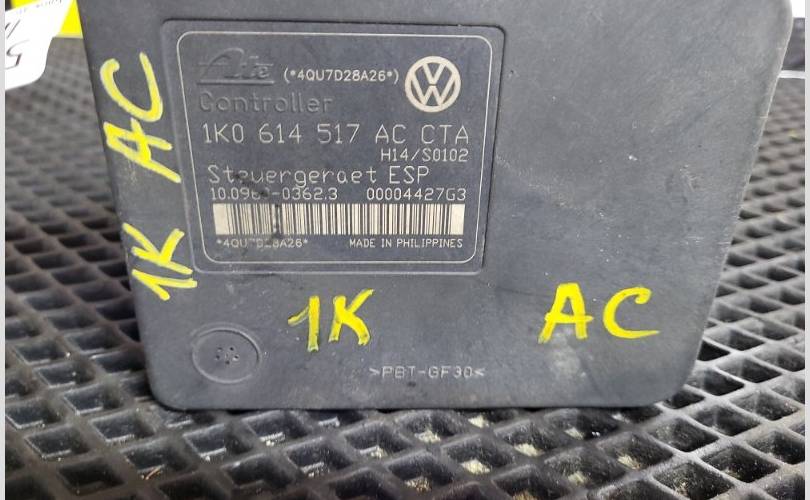 Ate (*4QU7D28A26*)
Controller
1K0 614 517 AC CTA
H14/S0102
Steuergeraet ESP
00004427G3
MADE IN PHILIPPINES
1K AC
1K AC
>PBT-GF30<